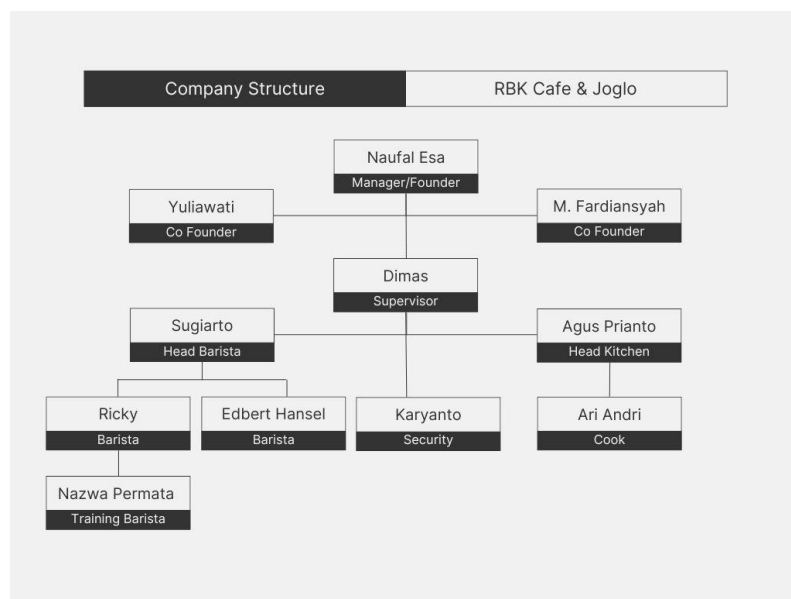 Company Structure
RBK Cafe & Joglo
Naufal Esa
Manager/Founder
Yuliawati
Co Founder
M. Fardiansyah
Co Founder
Dimas
Supervisor
Sugiarto
Head Barista
Agus Prianto
Head Kitchen
Ricky
Barista
Edbert Hansel
Barista
Karyanto
Security
Ari Andri
Cook
Nazwa Permata
Training Barista